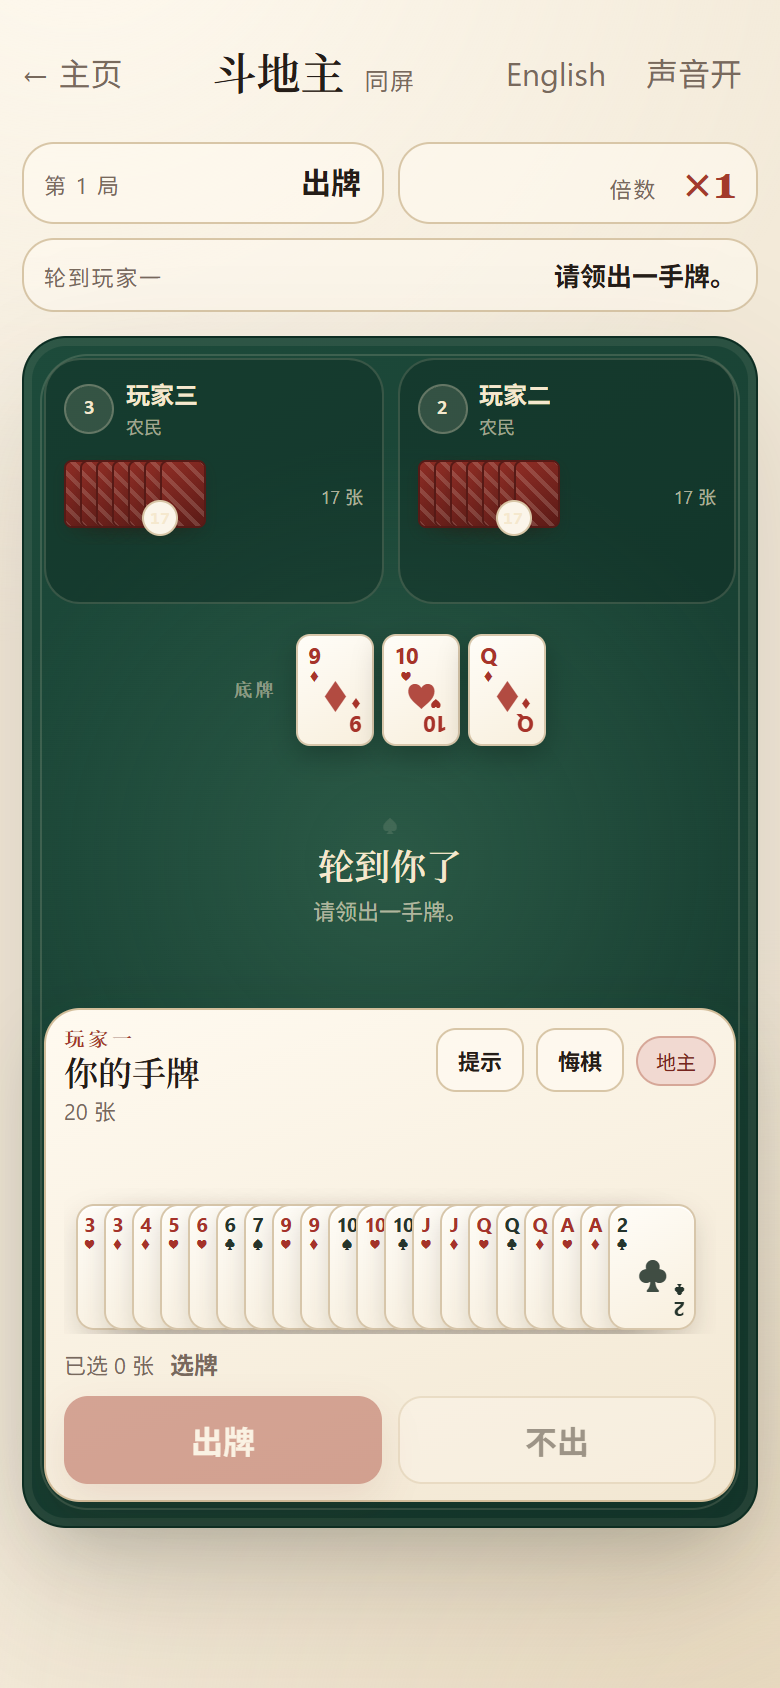 ← 主页 斗地主 同屏 English 声音开
第 1 局 出牌
倍数 ×1
轮到玩家一 请领出一手牌。
3 玩家三
农民
17 17 张
2 玩家二
农民
17 17 张
底牌
9 9
10 10
Q Q
轮到你了
请领出一手牌。
玩家一
你的手牌
20 张
提示 悔棋 地主
3 3 4 5 6 6 7 9 9 10 10 10 J J Q Q Q A A 2
2
已选 0 张 选牌
出牌 不出